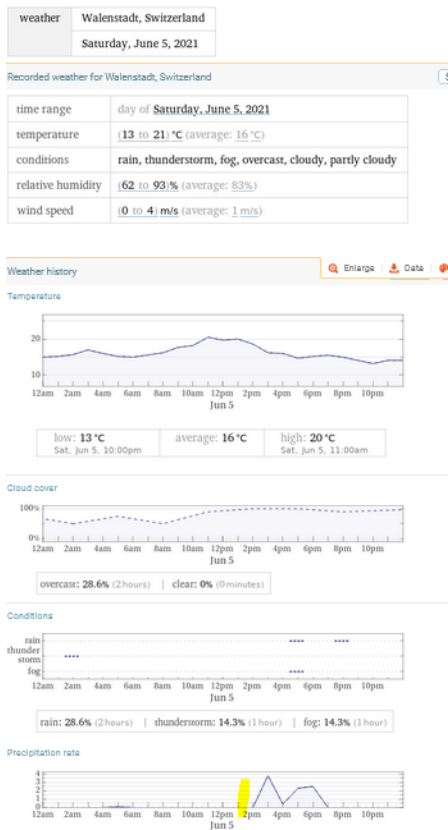 weather
Walenstadt, Switzerland
Saturday, June 5, 2021
Recorded weather for Walenstadt, Switzerland
time range day of Saturday, June 5, 2021
temperature (13 to 21) °C (average: 16 °C)
conditions rain, thunderstorm, fog, overcast, cloudy, partly cloudy
relative humidity (62 to 93)% (average: 83%)
wind speed (0 to 4) m/s (average: 1 m/s)
Weather history Enlarge Data
Temperature
20
10
12am 2am 4am 6am 8am 10am 12pm 2pm 4pm 6pm 8pm 10pm
Jun 5
low: 13 °C average: 16 °C high: 20 °C
Sat, Jun 5, 10:00pm Sat, Jun 5, 11:00am
Cloud cover
100%
0%
12am 2am 4am 6am 8am 10am 12pm 2pm 4pm 6pm 8pm 10pm
Jun 5
overcast: 28.6% (2 hours) | clear: 0% (0 minutes)
Conditions
rain
thunder
storm
fog
12am 2am 4am 6am 8am 10am 12pm 2pm 4pm 6pm 8pm 10pm
Jun 5
rain: 28.6% (2 hours) | thunderstorm: 14.3% (1 hour) | fog: 14.3% (1 hour)
Precipitation rate
4
3
2
1
0
12am 2am 4am 6am 8am 10am 12pm 2pm 4pm 6pm 8pm 10pm
Jun 5